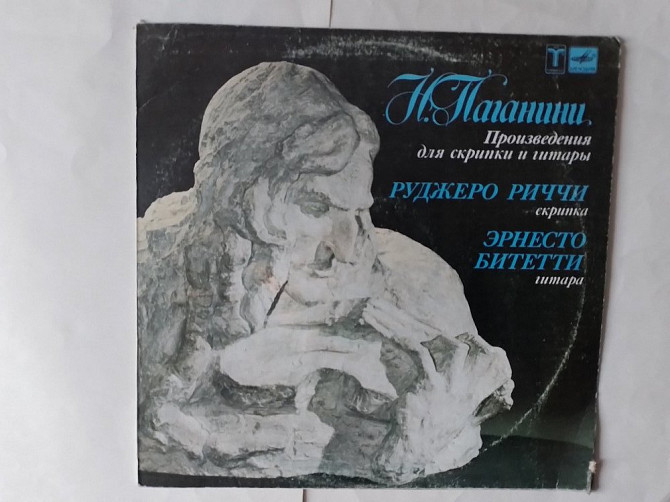 Н. Паганини
Произведения
для скрипки и гитары
РУДЖЕРО РИЧЧИ
скрипка
ЭРНЕСТО
БИТЕТТИ
гитара